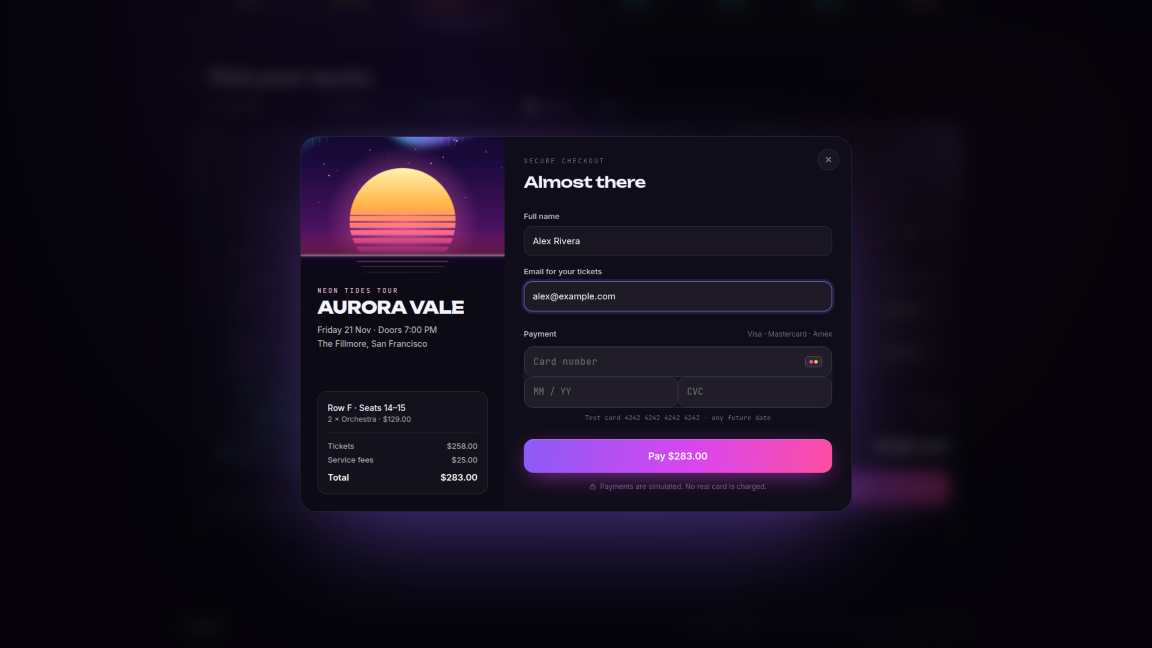 NEON TIDES TOUR
AURORA VALE
Friday 21 Nov · Doors 7:00 PM
The Fillmore, San Francisco
Row F · Seats 14–15
2 × Orchestra · $129.00
Tickets $258.00
Service fees $25.00
Total $283.00
SECURE CHECKOUT
Almost there
Full name
Alex Rivera
Email for your tickets
alex@example.com
Payment Visa · Mastercard · Amex
Card number
MM / YY CVC
Test card 4242 4242 4242 4242 · any future date
Pay $283.00
Payments are simulated. No real card is charged.